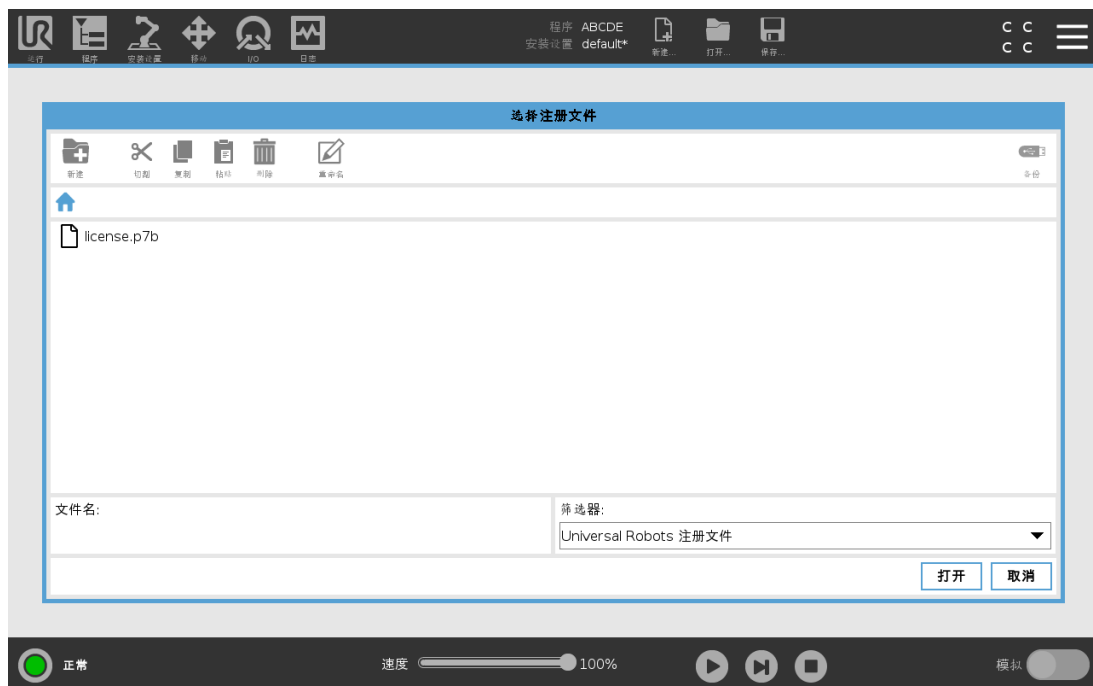 程序 ABCDE
安装设置 default*
C C
C C
运行 程序 安装设置 移动 I/O 日志 新建... 打开... 保存...
选择注册文件
新建 切割 复制 粘贴 删除 重命名 备份
license.p7b
文件名: 筛选器:
Universal Robots 注册文件
打开 取消
正常 速度 100% 模拟